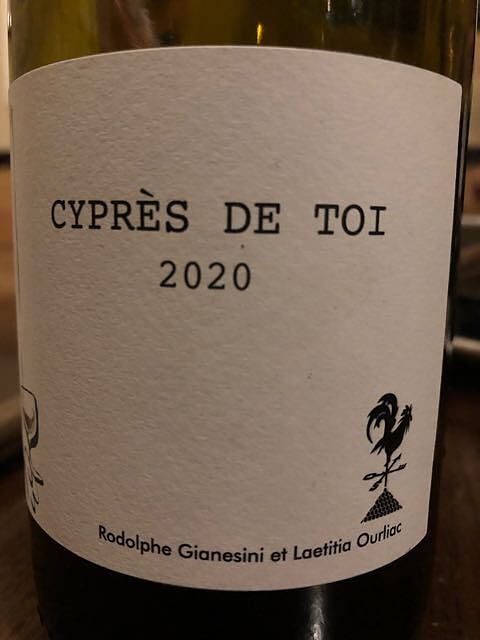 CYPRÈS DE TOI
2020
Rodolphe Gianesini et Laetitia Ourliac